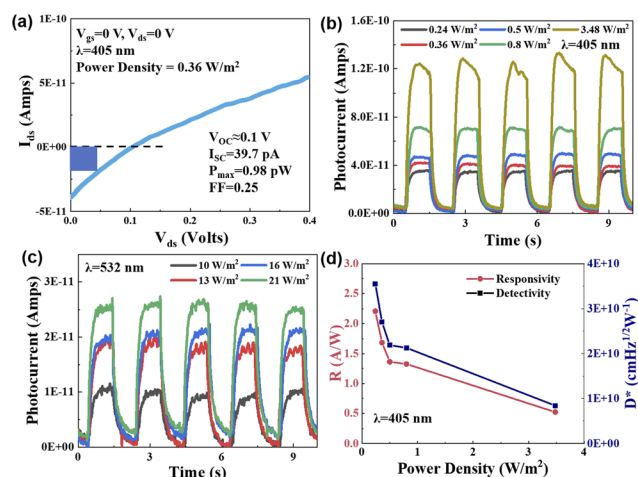 (a)
V_gs=0 V, V_ds=0 V
λ=405 nm
Power Density = 0.36 W/m²
V_OC≈0.1 V
I_SC=39.7 pA
P_max=0.98 pW
FF=0.25
I_ds (Amps)
5E-11
0E+00
-5E-11
0.0 0.1 0.2 0.3 0.4
V_ds (Volts)
(b)
0.24 W/m² 0.5 W/m² 3.48 W/m²
0.36 W/m² 0.8 W/m² λ=405 nm
Photocurrent (Amps)
1.6E-10
1.2E-10
8.0E-11
4.0E-11
0.0E+00
0 3 6 9
Time (s)
(c)
λ=532 nm
10 W/m² 16 W/m²
13 W/m² 21 W/m²
Photocurrent (Amps)
3E-11
2E-11
1E-11
0E+00
0 3 6 9
Time (s)
(d)
Responsivity
Detectivity
λ=405 nm
R (A/W)
3.0
2.5
2.0
1.5
1.0
0.5
0.0
D* (cmHz^1/2W^-1)
4E+10
3E+10
2E+10
1E+10
0E+00
0 1 2 3 4
Power Density (W/m²)